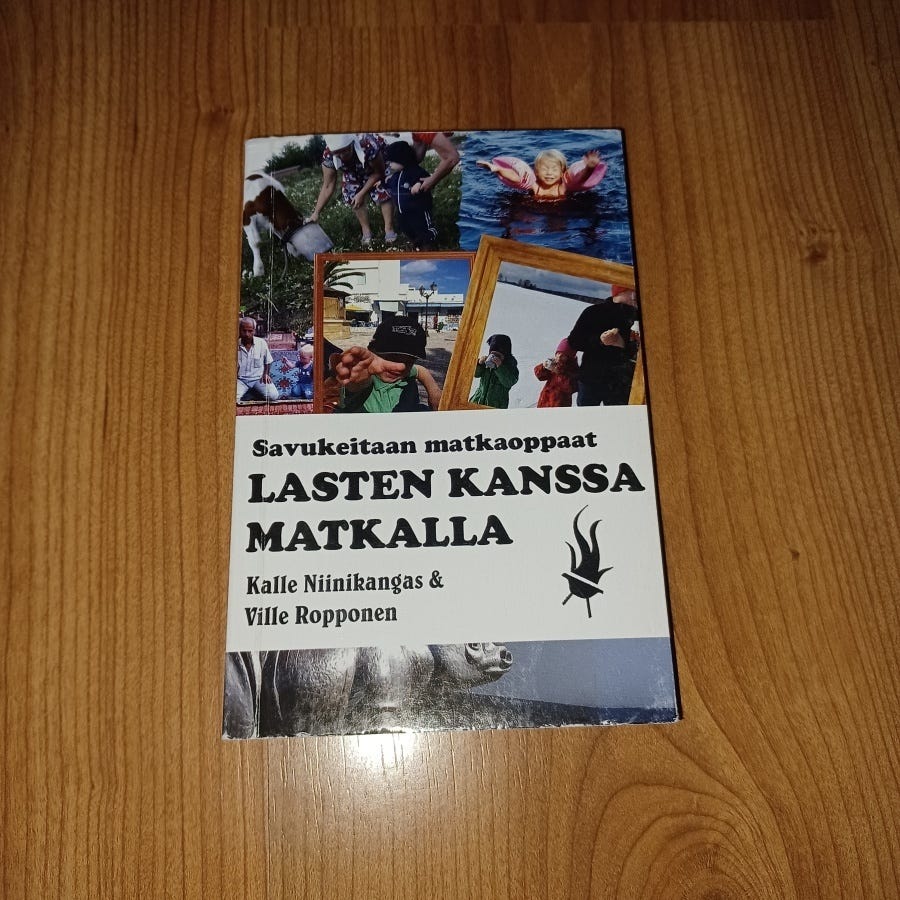 Savukeitaan matkaoppaat
LASTEN KANSSA
MATKALLA
Kalle Niinikangas &
Ville Ropponen